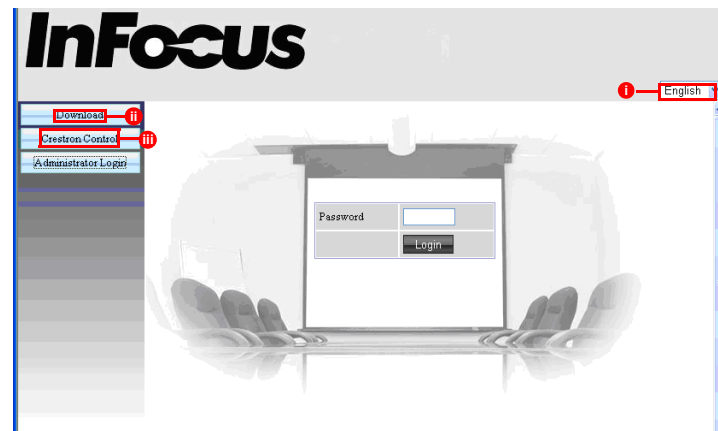 InFocus
i
English
Download
ii
Crestron Control
iii
Administrator Login
Password
Login